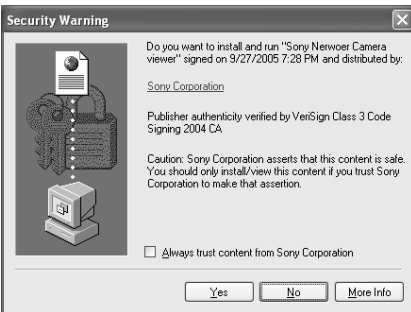 Security Warning
Do you want to install and run "Sony Nerwoer Camera
viewer" signed on 9/27/2005 7:28 PM and distributed by:
Sony Corporation
Publisher authenticity verified by VeriSign Class 3 Code
Signing 2004 CA
Caution: Sony Corporation asserts that this content is safe.
You should only install/view this content if you trust Sony
Corporation to make that assertion.
Always trust content from Sony Corporation
Yes No More Info